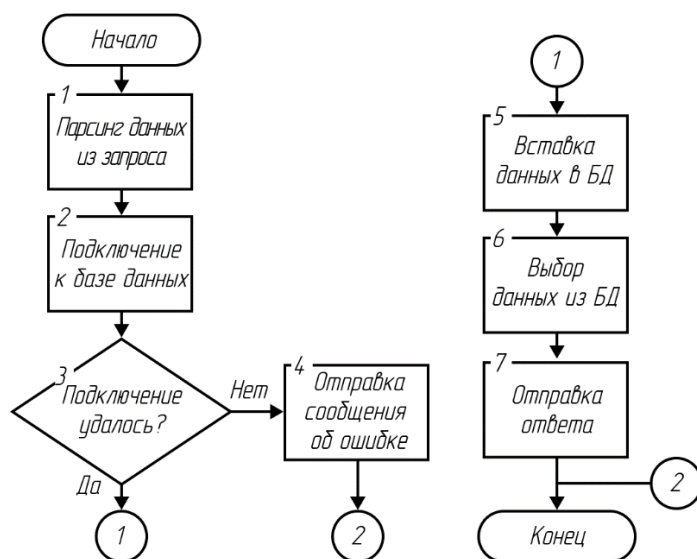 Начало
1
Парсинг данных
из запроса
2
Подключение
к базе данных
3
Подключение
удалось?
Нет
Да
4
Отправка
сообщения
об ошибке
1
2
1
5
Вставка
данных в БД
6
Выбор
данных из БД
7
Отправка
ответа
2
Конец